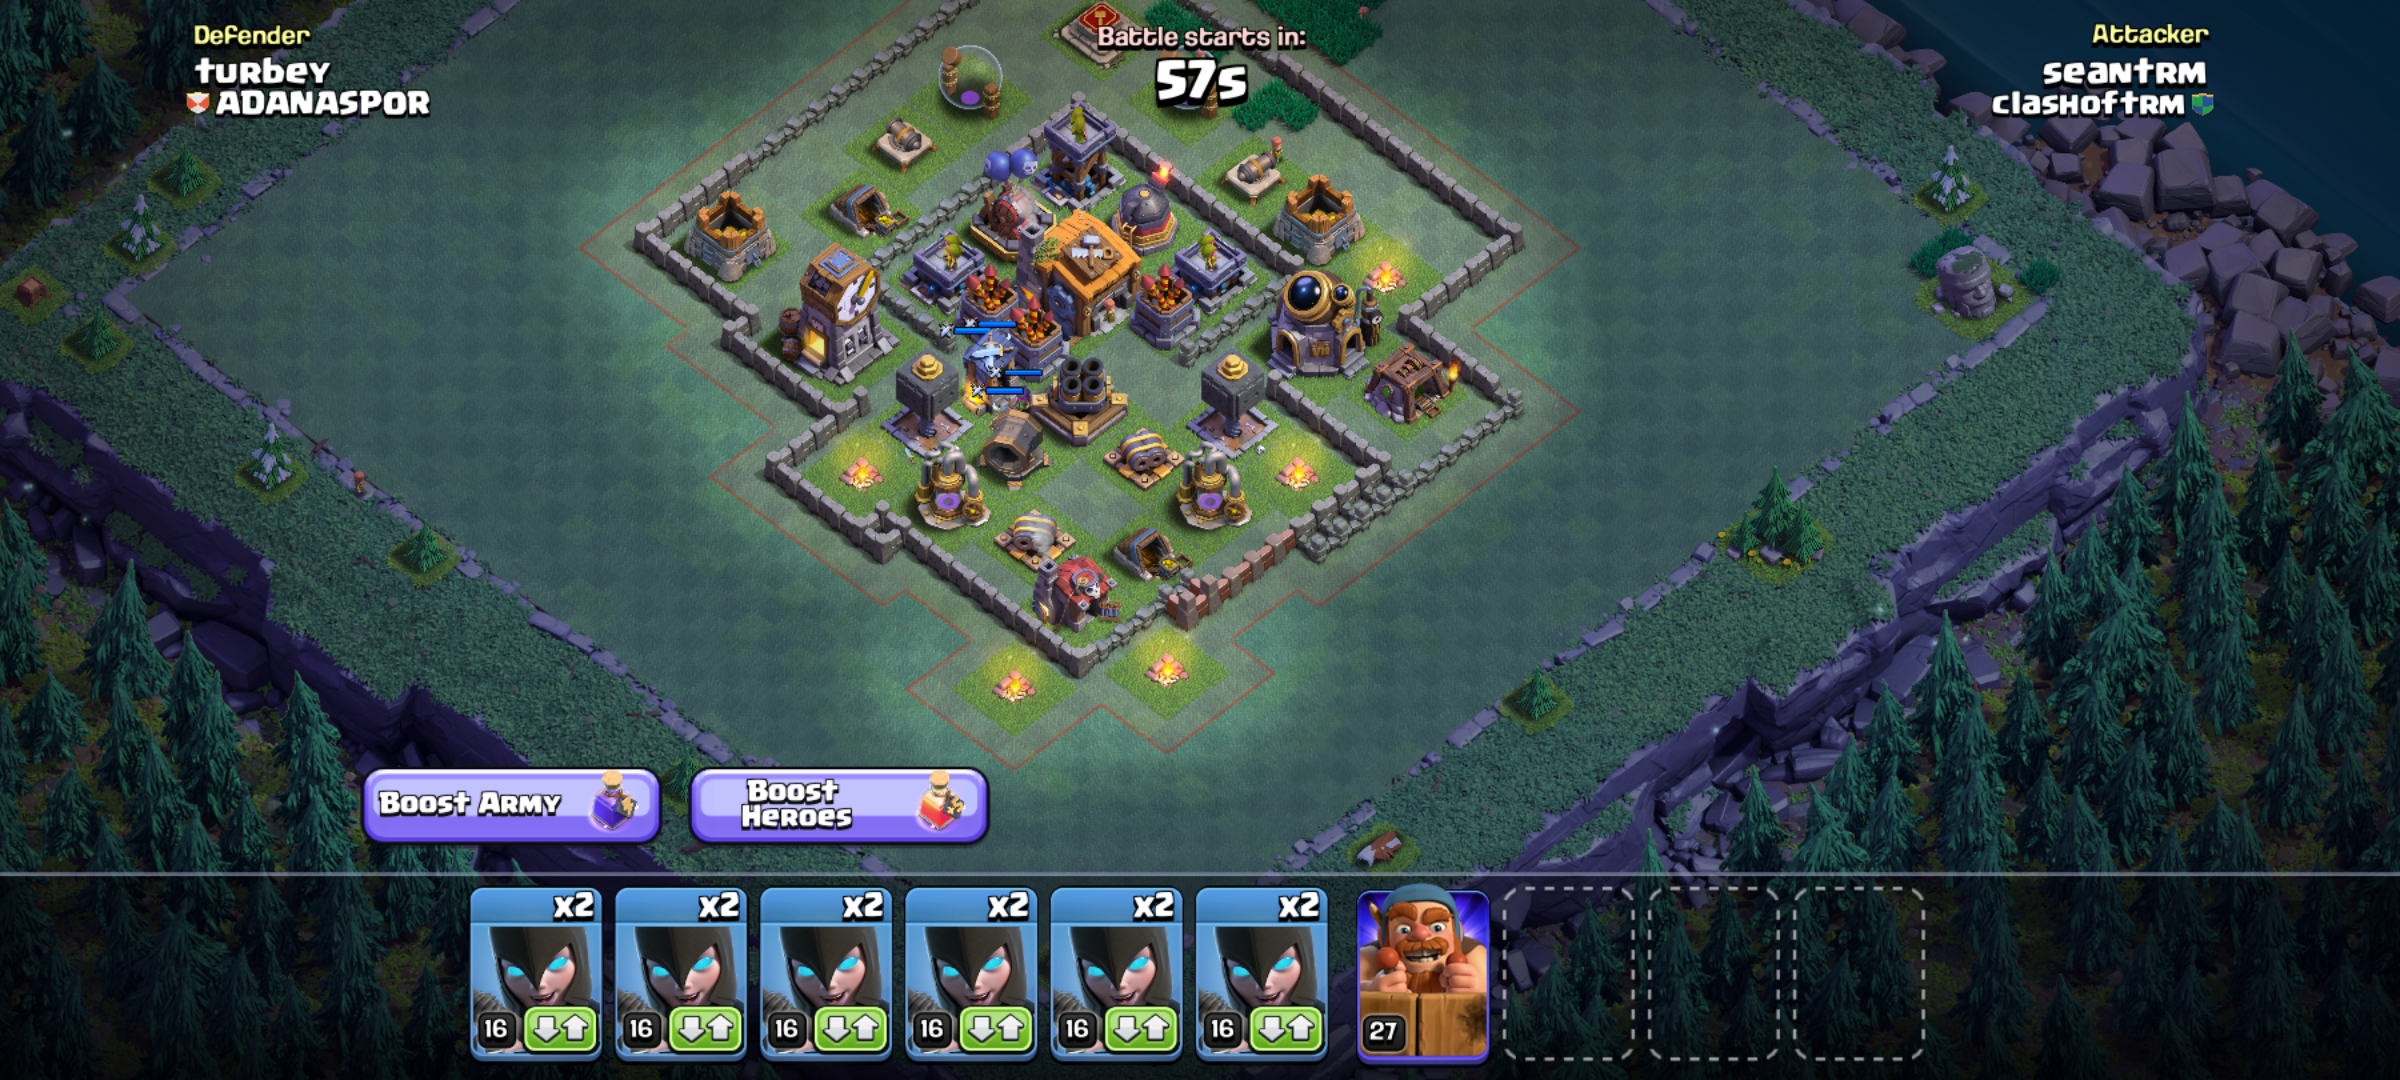 Defender
turbey
ADANASPOR
Battle starts in:
57s
Attacker
seantRM
clashoftRM
Boost Army
Boost
Heroes
x2
x2
x2
x2
x2
x2
16
16
16
16
16
16
27